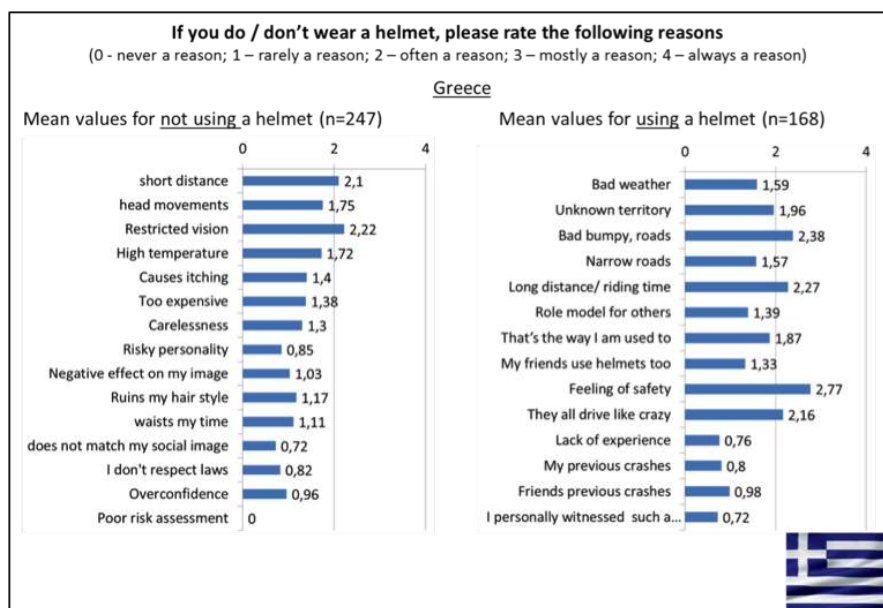 If you do / don't wear a helmet, please rate the following reasons
(0 - never a reason; 1 – rarely a reason; 2 – often a reason; 3 – mostly a reason; 4 – always a reason)
Greece
Mean values for not using a helmet (n=247)
0 2 4
short distance 2,1
head movements 1,75
Restricted vision 2,22
High temperature 1,72
Causes itching 1,4
Too expensive 1,38
Carelessness 1,3
Risky personality 0,85
Negative effect on my image 1,03
Ruins my hair style 1,17
waists my time 1,11
does not match my social image 0,72
I don't respect laws 0,82
Overconfidence 0,96
Poor risk assessment 0
Mean values for using a helmet (n=168)
0 2 4
Bad weather 1,59
Unknown territory 1,96
Bad bumpy, roads 2,38
Narrow roads 1,57
Long distance/ riding time 2,27
Role model for others 1,39
That's the way I am used to 1,87
My friends use helmets too 1,33
Feeling of safety 2,77
They all drive like crazy 2,16
Lack of experience 0,76
My previous crashes 0,8
Friends previous crashes 0,98
I personally witnessed such a... 0,72